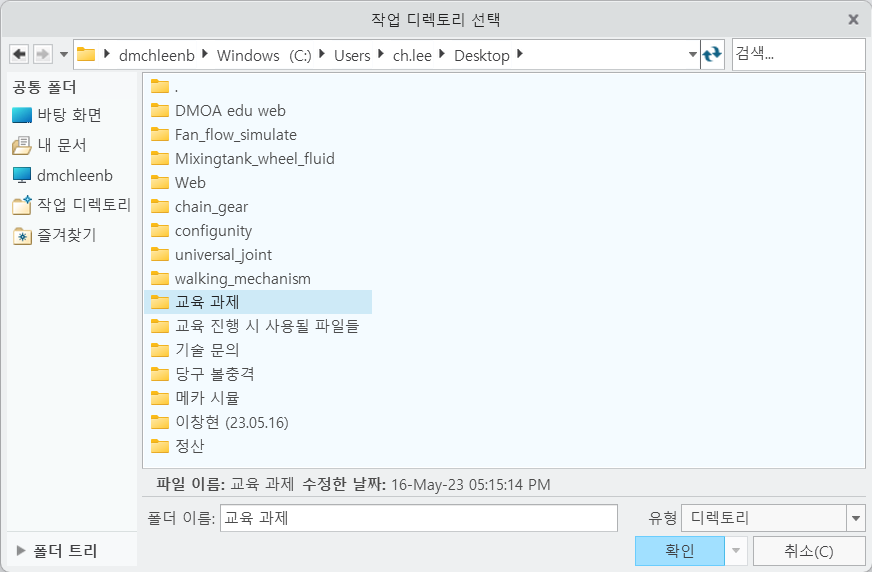 작업 디렉토리 선택
dmchleenb Windows (C:) Users ch.lee Desktop 검색...
공통 폴더
바탕 화면
내 문서
dmchleenb
작업 디렉토리
즐겨찾기
.
DMOA edu web
Fan_flow_simulate
Mixingtank_wheel_fluid
Web
chain_gear
configunity
universal_joint
walking_mechanism
교육 과제
교육 진행 시 사용될 파일들
기술 문의
당구 볼충격
메카 시뮬
이창현 (23.05.16)
정산
파일 이름: 교육 과제 수정한 날짜: 16-May-23 05:15:14 PM
폴더 이름: 교육 과제 유형 디렉토리
폴더 트리
확인 취소(C)